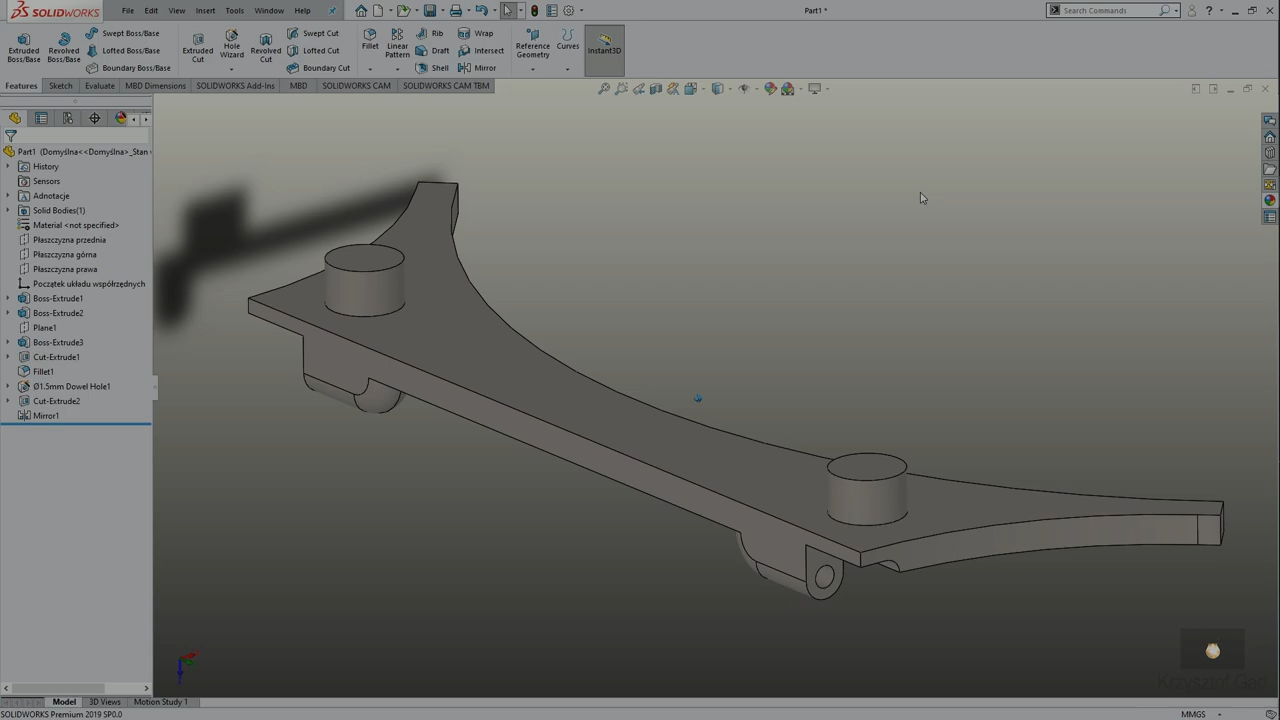 SOLIDWORKS File Edit View Insert Tools Window Help Part1 * Search Commands ?
Extruded Boss/Base
Revolved Boss/Base
Swept Boss/Base
Lofted Boss/Base
Boundary Boss/Base
Extruded Cut
Hole Wizard
Revolved Cut
Swept Cut
Lofted Cut
Boundary Cut
Fillet
Linear Pattern
Rib
Draft
Shell
Wrap
Intersect
Mirror
Reference Geometry
Curves
Instant3D
Features Sketch Evaluate MBD Dimensions SOLIDWORKS Add-Ins MBD SOLIDWORKS CAM SOLIDWORKS CAM TBM
Part1 (Domyślna<<Domyślna>_Stan
History
Sensors
Adnotacje
Solid Bodies(1)
Material <not specified>
Płaszczyzna przednia
Płaszczyzna górna
Płaszczyzna prawa
Początek układu współrzędnych
Boss-Extrude1
Boss-Extrude2
Plane1
Boss-Extrude3
Cut-Extrude1
Fillet1
Ø1.5mm Dowel Hole1
Cut-Extrude2
Mirror1
Model 3D Views Motion Study 1
SOLIDWORKS Premium 2019 SP0.0 MMGS